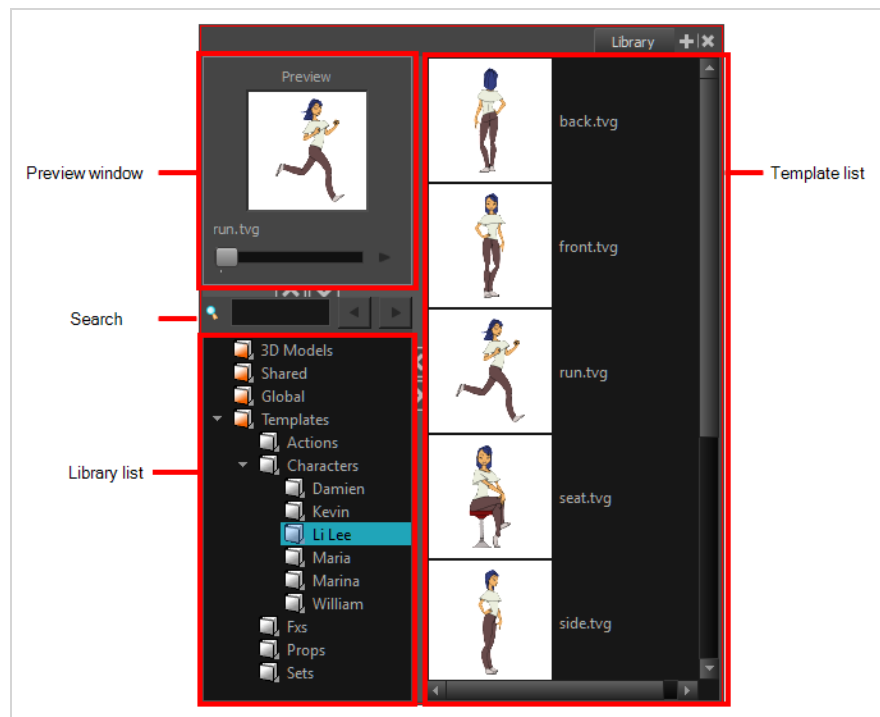 Library
Preview
run.tvg
Preview window
Search
Library list
3D Models
Shared
Global
Templates
Actions
Characters
Damien
Kevin
Li Lee
Maria
Marina
William
Fxs
Props
Sets
back.tvg
front.tvg
run.tvg
seat.tvg
side.tvg
Template list